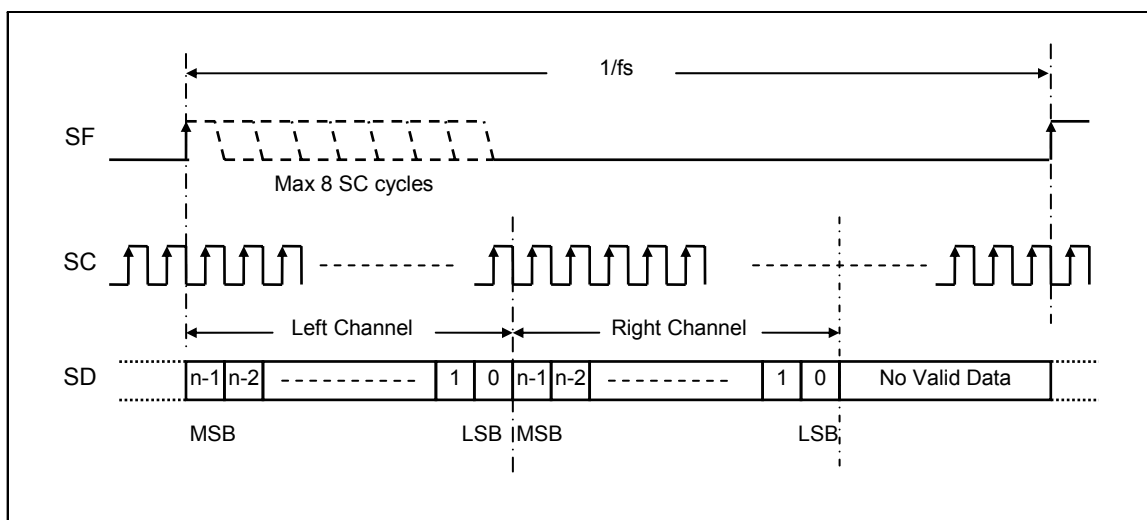 1/fs
SF
Max 8 SC cycles
SC
Left Channel Right Channel
SD n-1 n-2 1 0 n-1 n-2 1 0 No Valid Data
MSB LSB MSB LSB